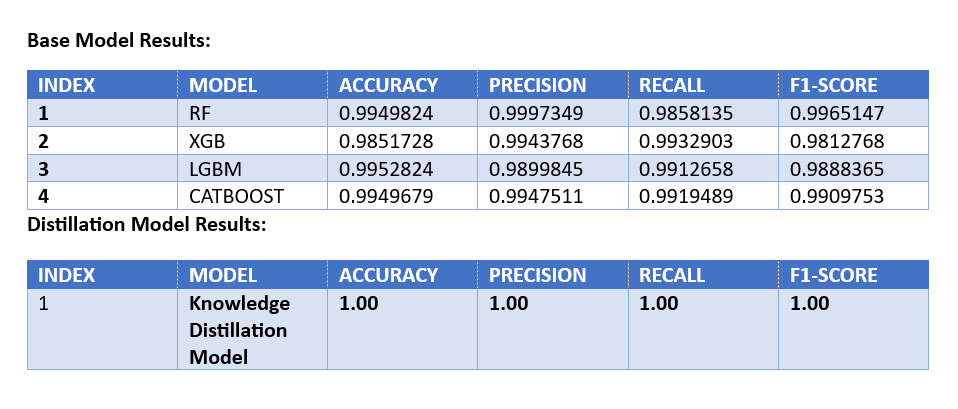 Base Model Results:
INDEX MODEL ACCURACY PRECISION RECALL F1-SCORE
1 RF 0.9949824 0.9997349 0.9858135 0.9965147
2 XGB 0.9851728 0.9943768 0.9932903 0.9812768
3 LGBM 0.9952824 0.9899845 0.9912658 0.9888365
4 CATBOOST 0.9949679 0.9947511 0.9919489 0.9909753
Distillation Model Results:
INDEX MODEL ACCURACY PRECISION RECALL F1-SCORE
1 Knowledge 1.00 1.00 1.00 1.00
Distillation
Model